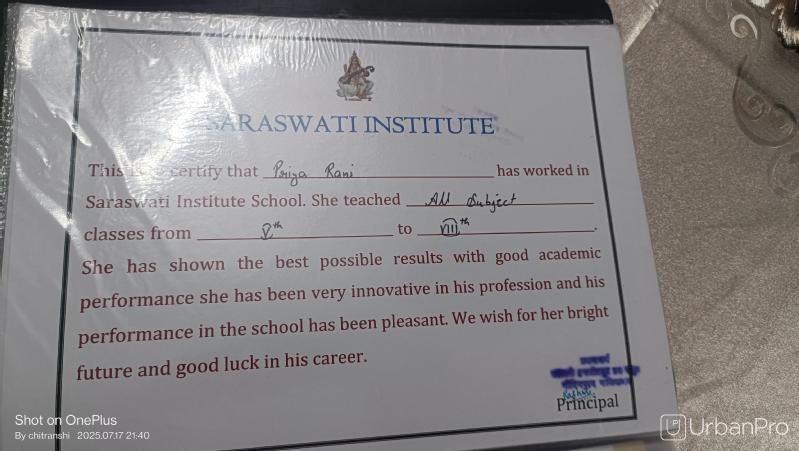 SARASWATI INSTITUTE
This certify that Priya Rani has worked in
Saraswati Institute School. She taught All Subject
classes from Vth to VIIIth.
She has shown the best possible results with good academic
performance she has been very innovative in his profession and his
performance in the school has been pleasant. We wish for her bright
future and good luck in his career.
Principal
Shot on OnePlus
By chitranshi 2025.07.17 21:40
UrbanPro